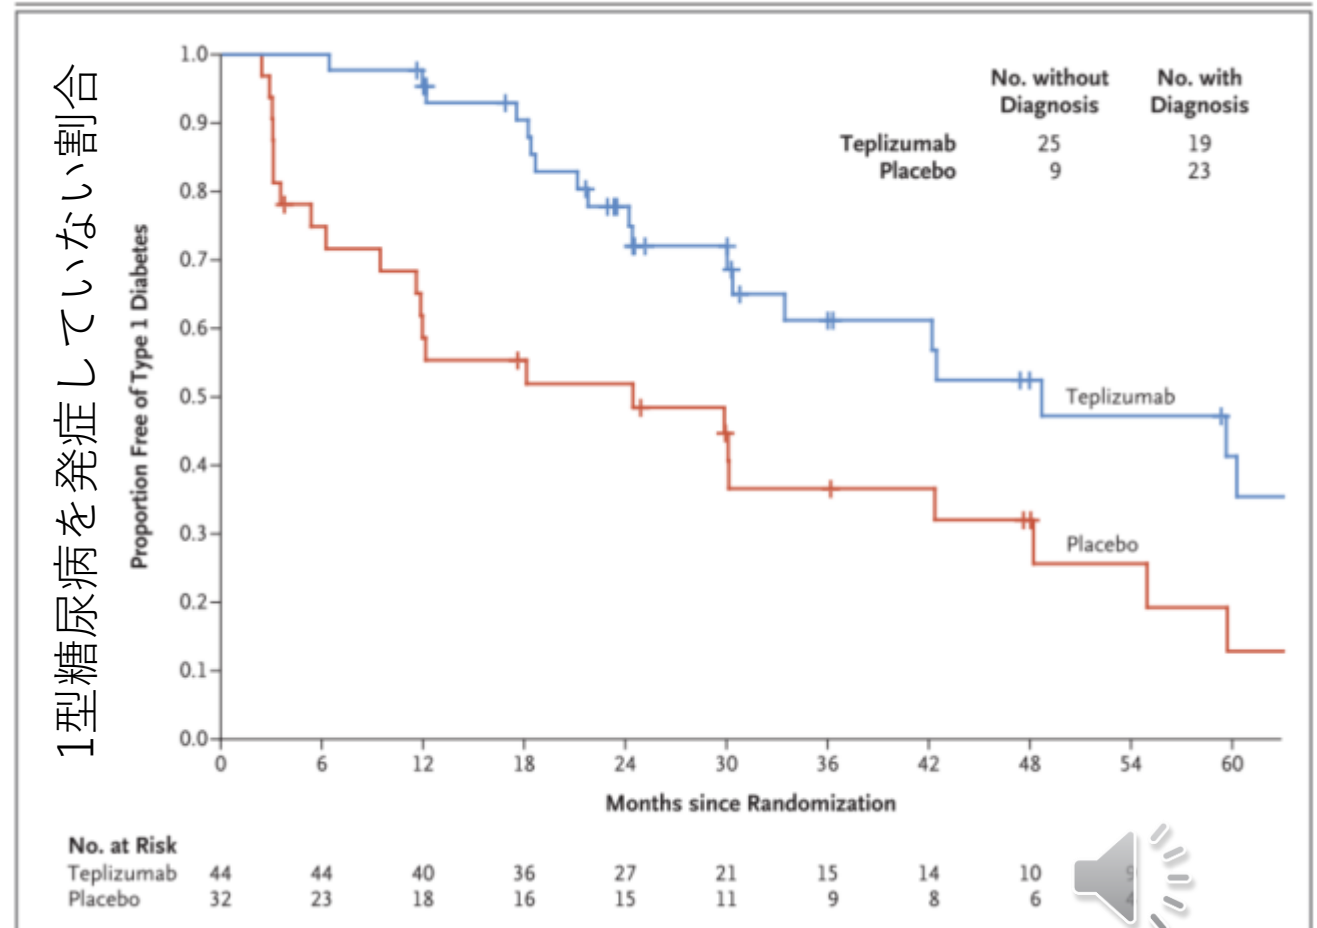 1型糖尿病を発症していない割合
Proportion Free of Type 1 Diabetes
1.0
0.9
0.8
0.7
0.6
0.5
0.4
0.3
0.2
0.1
0.0
No. without Diagnosis No. with Diagnosis
Teplizumab 25 19
Placebo 9 23
Teplizumab
Placebo
0 6 12 18 24 30 36 42 48 54 60
Months since Randomization
No. at Risk
Teplizumab 44 44 40 36 27 21 15 14 10
Placebo 32 23 18 16 15 11 9 8 6